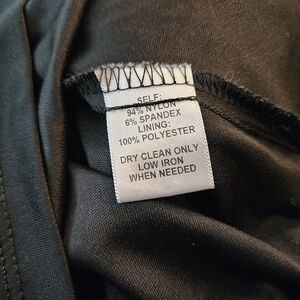 SELF:
94% NYLON
6% SPANDEX
LINING:
100% POLYESTER
DRY CLEAN ONLY
LOW IRON
WHEN NEEDED